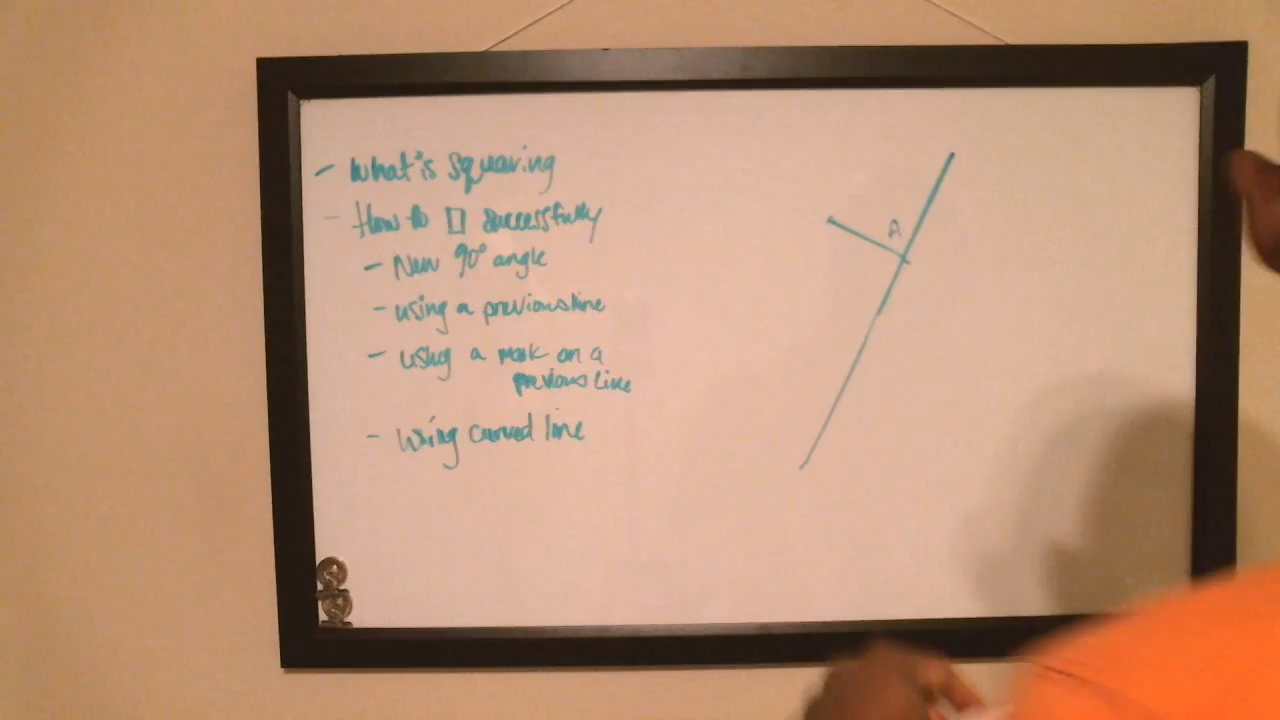 - What is squaring
- How to □ successfully
- New 90° angle
- using a previous line
- using a mark on a
previous line
- using curved line
A